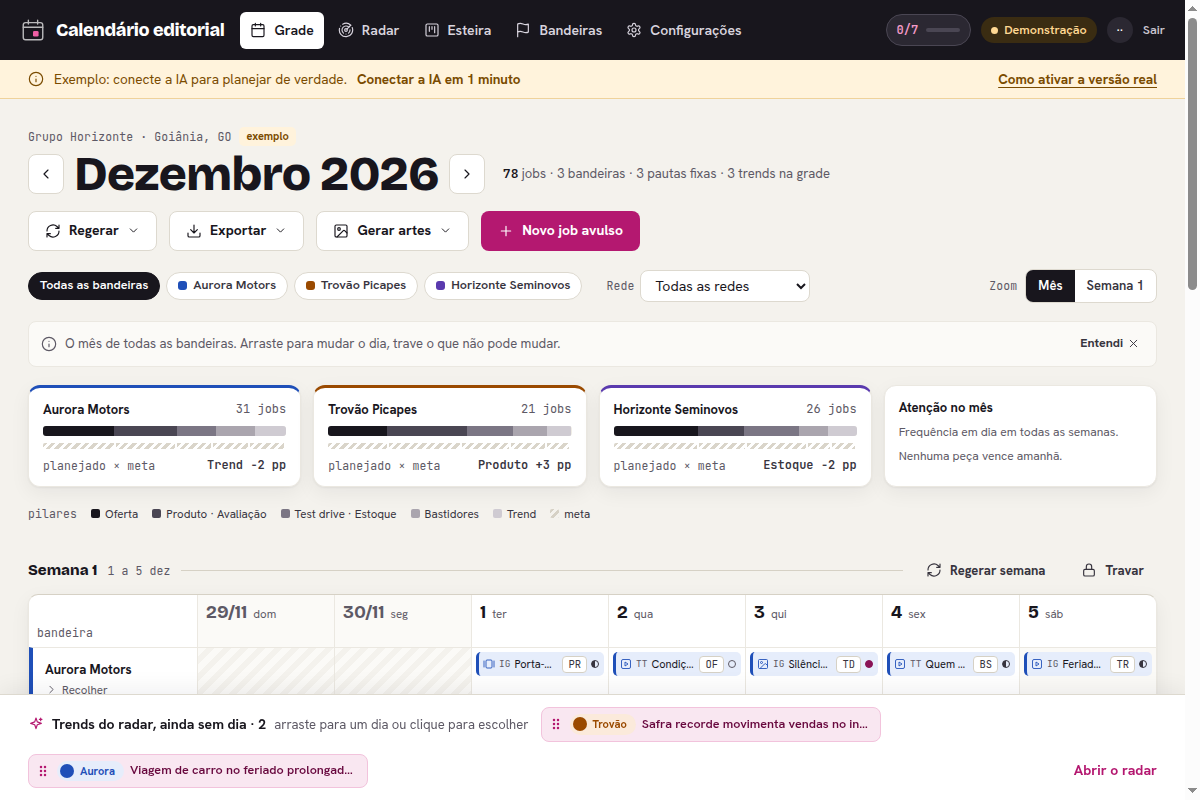 Calendário editorial Grade Radar Esteira Bandeiras Configurações 0/7 Demonstração Sair
Exemplo: conecte a IA para planejar de verdade. Conectar a IA em 1 minuto Como ativar a versão real
Grupo Horizonte · Goiânia, GO exemplo
Dezembro 2026 78 jobs · 3 bandeiras · 3 pautas fixas · 3 trends na grade
Regerar Exportar Gerar artes + Novo job avulso
Todas as bandeiras Aurora Motors Trovão Picapes Horizonte Seminovos Rede Todas as redes Zoom Mês Semana 1
O mês de todas as bandeiras. Arraste para mudar o dia, trave o que não pode mudar. Entendi ×
Aurora Motors 31 jobs Trovão Picapes 21 jobs Horizonte Seminovos 26 jobs Atenção no mês
Frequência em dia em todas as semanas.
Nenhuma peça vence amanhã.
planejado × meta Trend -2 pp planejado × meta Produto +3 pp planejado × meta Estoque -2 pp
pilares Oferta Produto · Avaliação Test drive · Estoque Bastidores Trend meta
Semana 1 1 a 5 dez Regerar semana Travar
bandeira 29/11 dom 30/11 seg 1 ter 2 qua 3 qui 4 sex 5 sáb
Aurora Motors IG Porta-... PR TT Condiç... OF IG Silênci... TD TT Quem ... BS IG Feriad... TR
Recolher
Trends do radar, ainda sem dia · 2 arraste para um dia ou clique para escolher Trovão Safra recorde movimenta vendas no in...
Aurora Viagem de carro no feriado prolongad... Abrir o radar